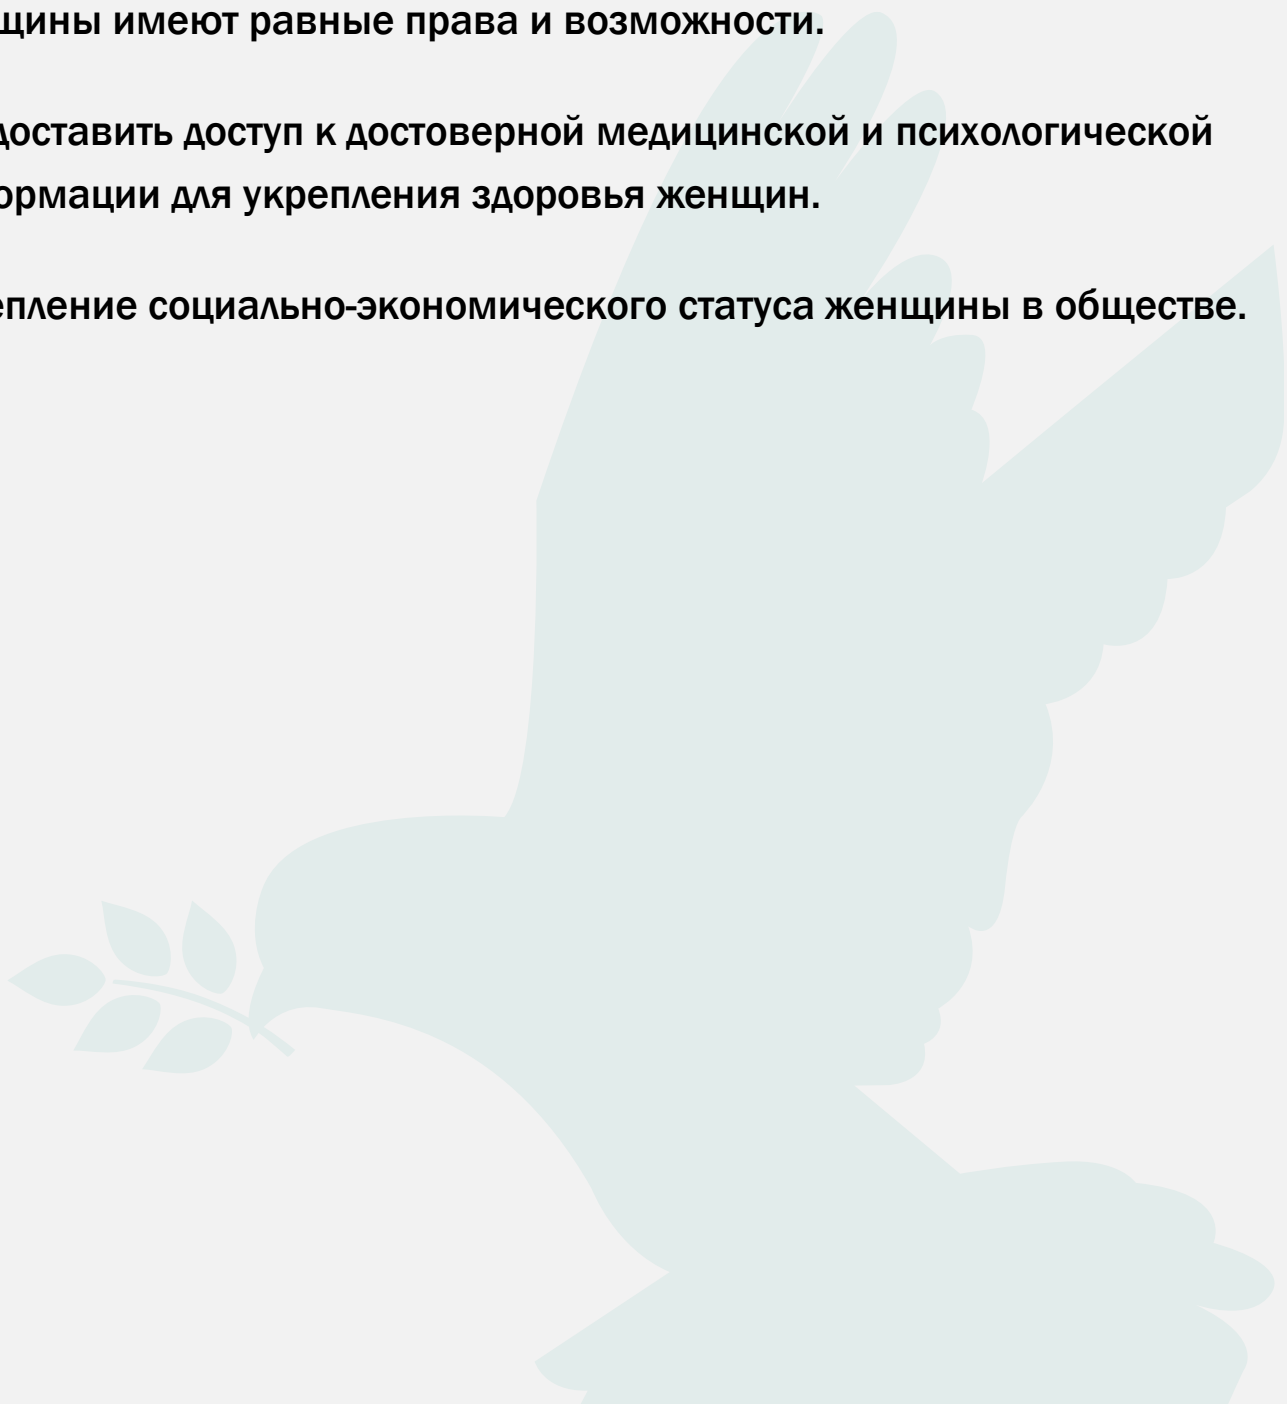 щины имеют равные права и возможности.
доставить доступ к достоверной медицинской и психологической
ормации для укрепления здоровья женщин.
епление социально-экономического статуса женщины в обществе.